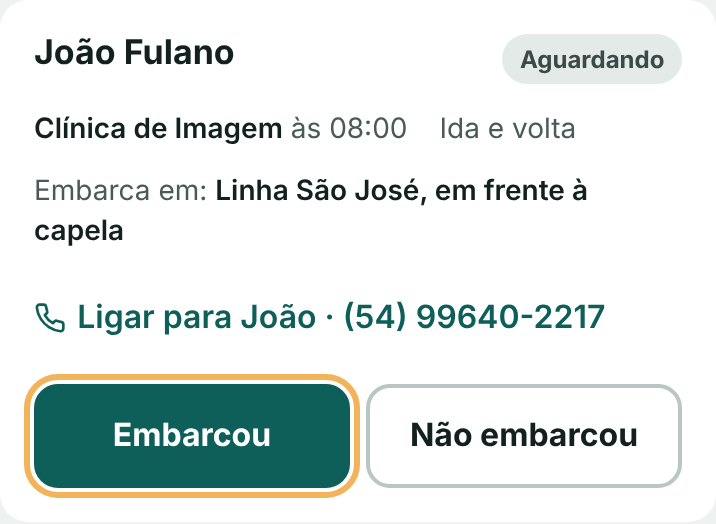 João Fulano
Aguardando
Clínica de Imagem às 08:00 Ida e volta
Embarca em: Linha São José, em frente à
capela
Ligar para João · (54) 99640-2217
Embarcou
Não embarcou